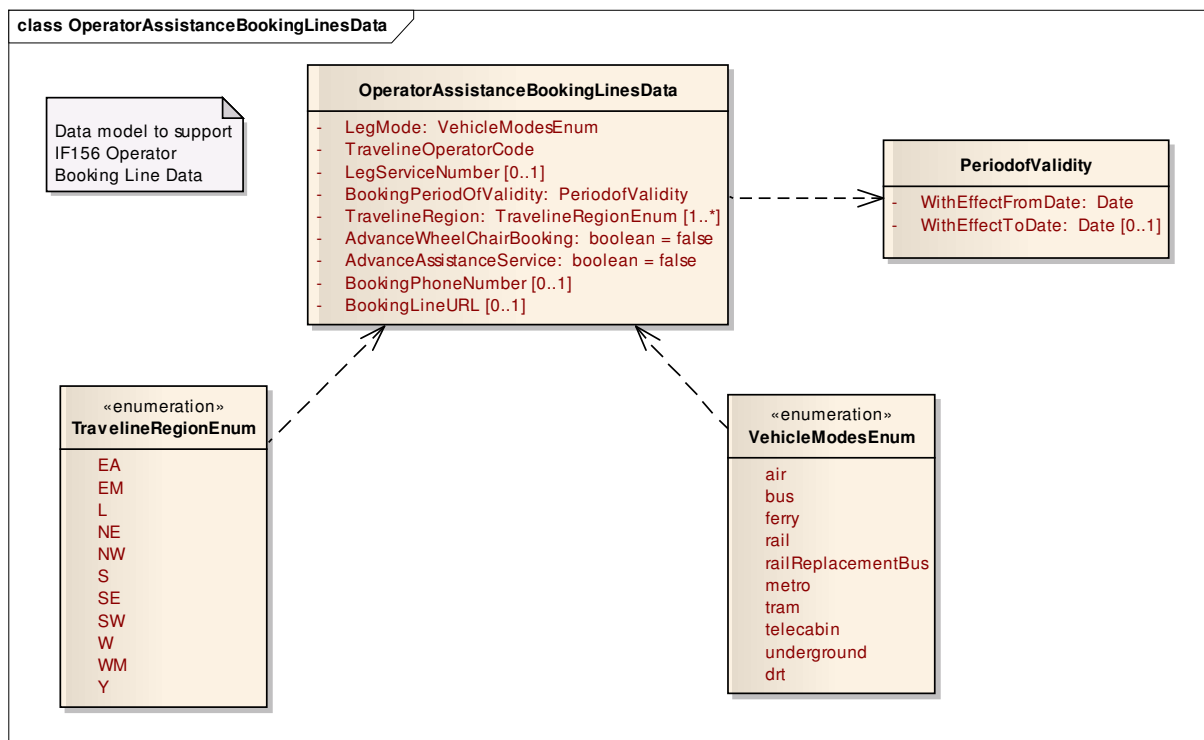 class OperatorAssistanceBookingLinesData
Data model to support
IF156 Operator
Booking Line Data
OperatorAssistanceBookingLinesData
- LegMode: VehicleModesEnum
- TravelineOperatorCode
- LegServiceNumber [0..1]
- BookingPeriodOfValidity: PeriodofValidity
- TravelineRegion: TravelineRegionEnum [1..*]
- AdvanceWheelChairBooking: boolean = false
- AdvanceAssistanceService: boolean = false
- BookingPhoneNumber [0..1]
- BookingLineURL [0..1]
PeriodofValidity
- WithEffectFromDate: Date
- WithEffectToDate: Date [0..1]
«enumeration»
TravelineRegionEnum
EA
EM
L
NE
NW
S
SE
SW
W
WM
Y
«enumeration»
VehicleModesEnum
air
bus
ferry
rail
railReplacementBus
metro
tram
telecabin
underground
drt